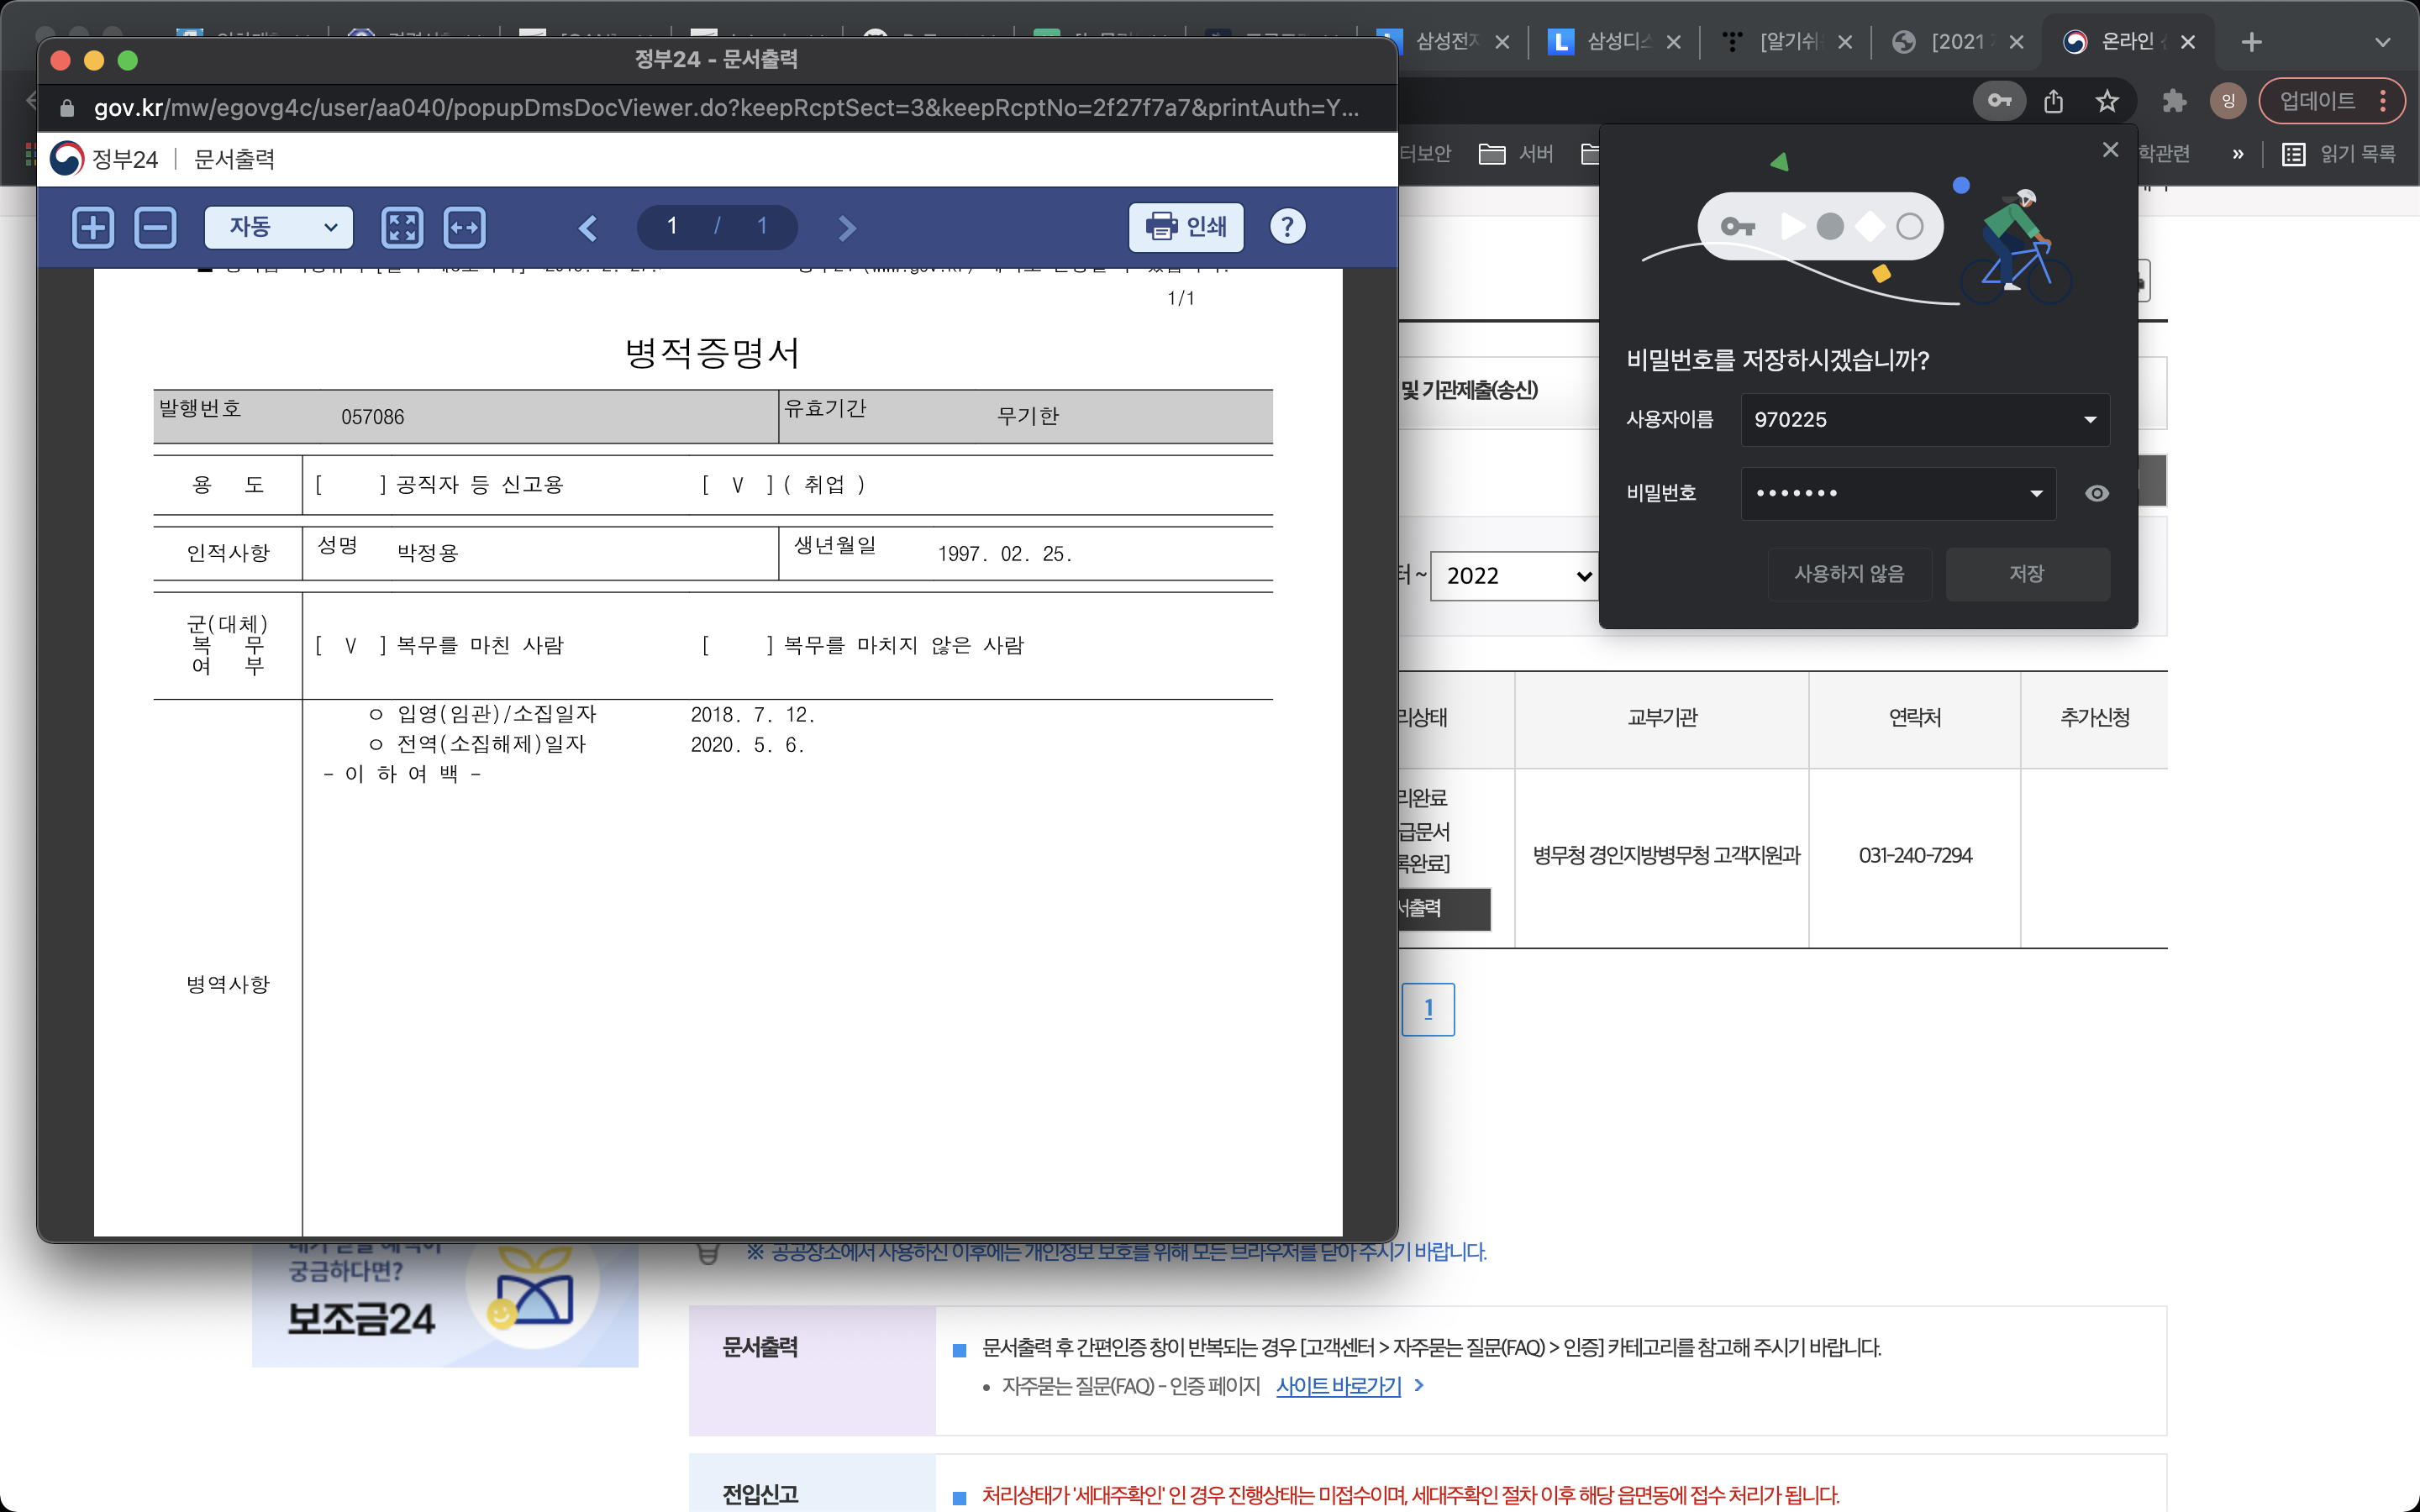 삼성전자
삼성디스
[알기쉬
[2021
온라인
정부24 - 문서출력
gov.kr/mw/egovg4c/user/aa040/popupDmsDocViewer.do?keepRcptSect=3&keepRcptNo=2f27f7a7&printAuth=Y...
잉
업데이트
정부24 | 문서출력
터보안
서버
학관련
»
읽기 목록
자동
1 / 1
인쇄
?
1/1
병적증명서
발행번호 057086 유효기간 무기한
용 도 [ ] 공직자 등 신고용 [ V ] ( 취업 )
인적사항 성명 박정용 생년월일 1997. 02. 25.
군(대체)
복 무
여 부
[ V ] 복무를 마친 사람 [ ] 복무를 마치지 않은 사람
ㅇ 입영(임관)/소집일자 2018. 7. 12.
ㅇ 전역(소집해제)일자 2020. 5. 6.
- 이 하 여 백 -
병역사항
비밀번호를 저장하시겠습니까?
사용자이름 970225
비밀번호 •••••••
사용하지 않음 저장
및 기관제출(송신)
터 ~ 2022
리상태 교부기관 연락처 추가신청
리완료
급문서
록완료]
서출력
병무청 경인지방병무청 고객지원과 031-240-7294
1
궁금하다면?
보조금24
※ 공공장소에서 사용하신 이후에는 개인정보 보호를 위해 모든 브라우저를 닫아 주시기 바랍니다.
문서출력
문서출력 후 간편인증 창이 반복되는 경우 [고객센터 > 자주묻는 질문(FAQ) > 인증] 카테고리를 참고해 주시기 바랍니다.
• 자주묻는 질문(FAQ) - 인증 페이지 사이트 바로가기 >
전입신고
처리상태가 '세대주확인' 인 경우 진행상태는 미접수이며, 세대주확인 절차 이후 해당 읍면동에 접수 처리가 됩니다.